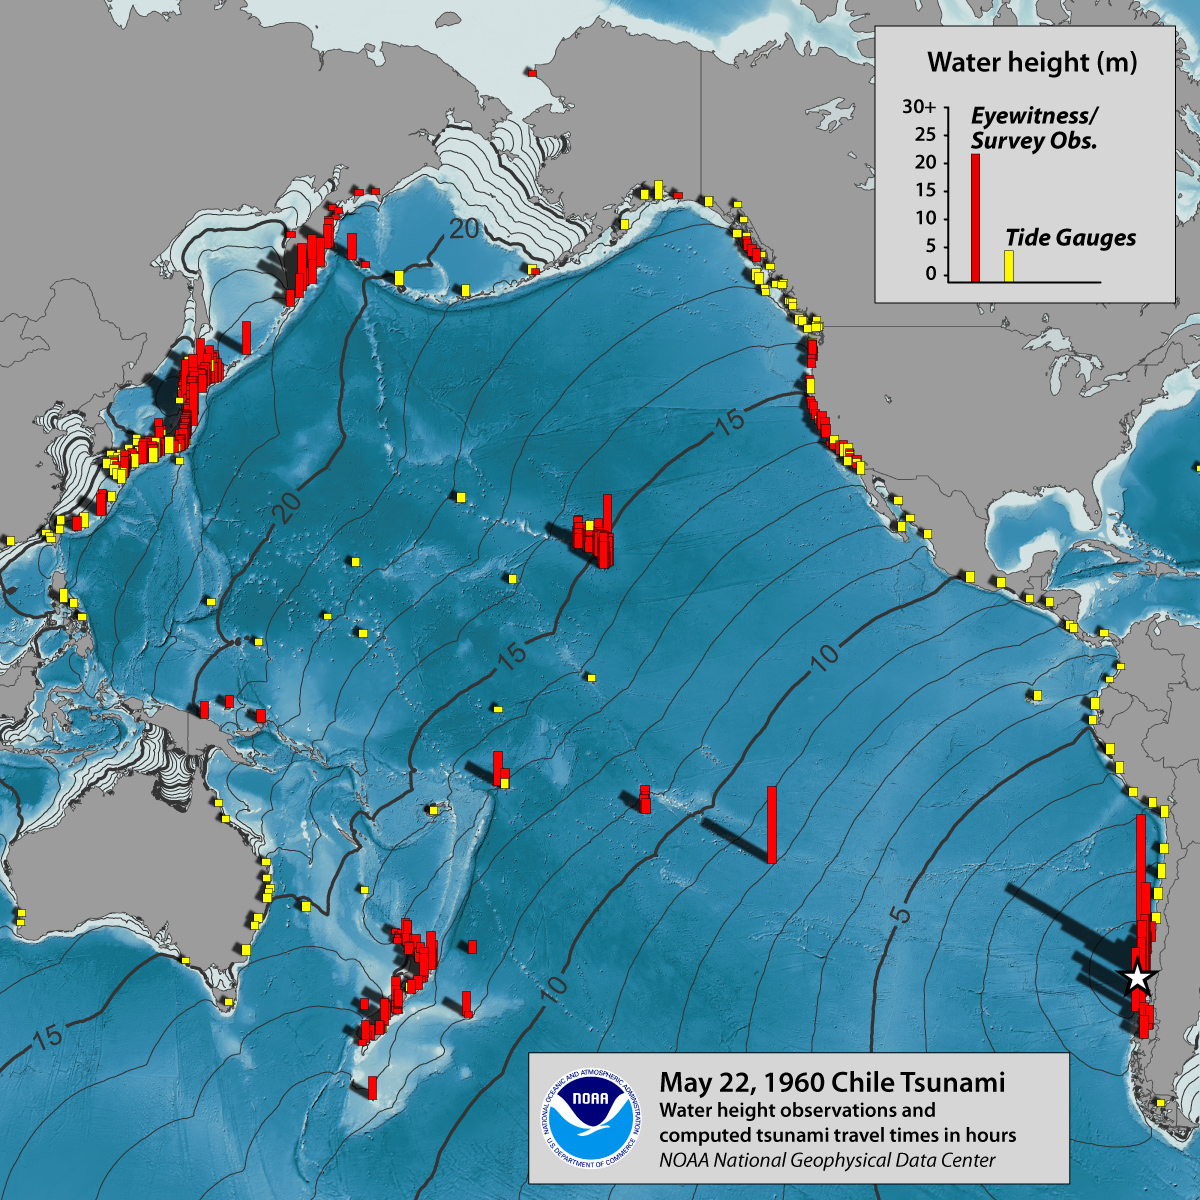 Water height (m)
30+
25
20
15
10
5
0
Eyewitness/
Survey Obs.
Tide Gauges
20
15
20
15
10
5
10
15
May 22, 1960 Chile Tsunami
Water height observations and
computed tsunami travel times in hours
NOAA National Geophysical Data Center
NATIONAL OCEANIC AND ATMOSPHERIC ADMINISTRATION
NOAA
U.S. DEPARTMENT OF COMMERCE